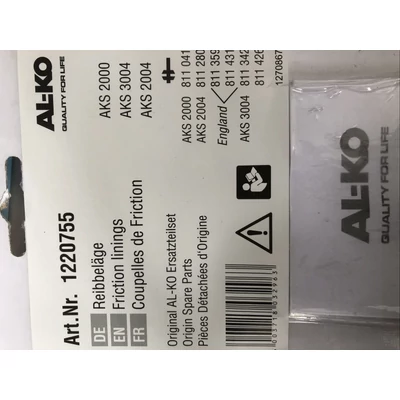 AL-KO
QUALITY FOR LIFE
AKS 2000
AKS 3004
AKS 2004
AKS 2000 811 041
AKS 2004 811 280
811 359
England 811 431
AKS 3004 811 342
811 426
1270867
Art.Nr. 1220755
DE Reibbeläge
EN Friction linings
FR Coupelles de Friction
Original AL-KO Ersatzteilset
Origin Spare Parts
Pièces Détachées d'Origine
AL-KO
QUALITY FOR LIFE